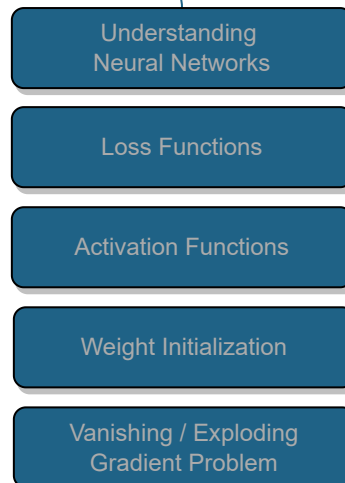 Understanding
Neural Networks
Loss Functions
Activation Functions
Weight Initialization
Vanishing / Exploding
Gradient Problem